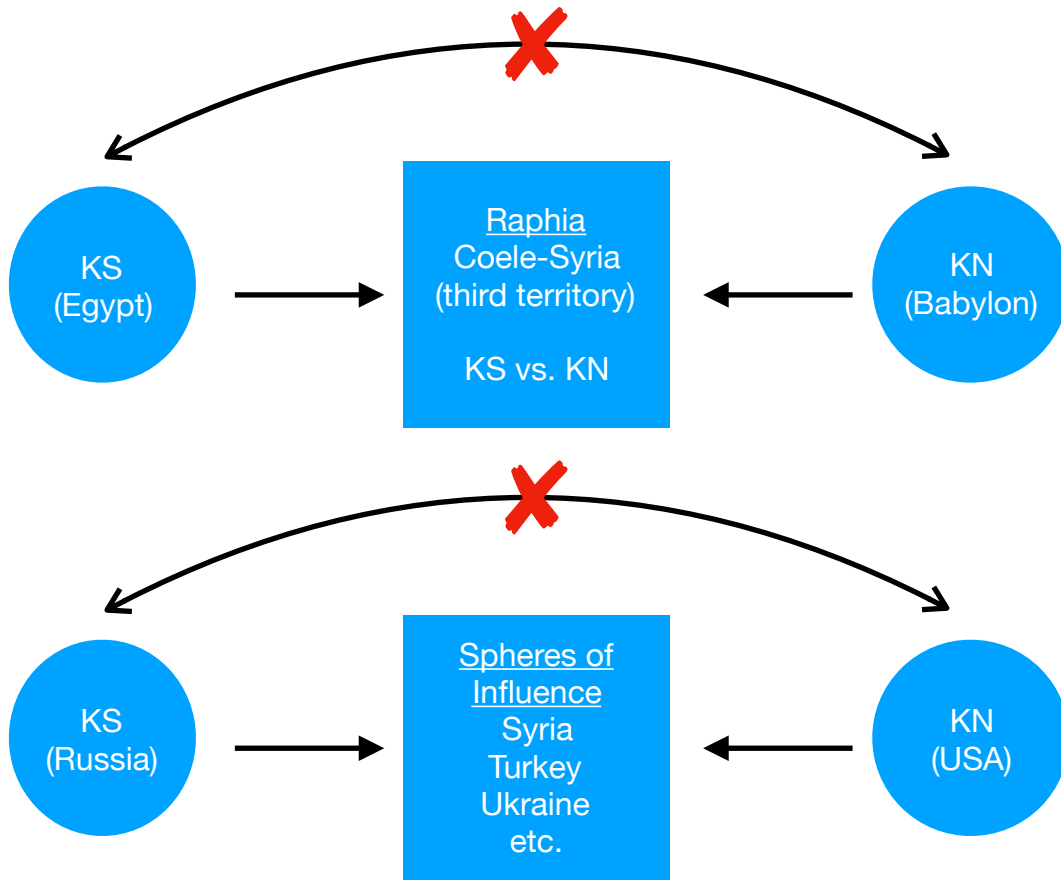 KS
(Egypt)
Raphia
Coele-Syria
(third territory)
KS vs. KN
KN
(Babylon)
KS
(Russia)
Spheres of
Influence
Syria
Turkey
Ukraine
etc.
KN
(USA)